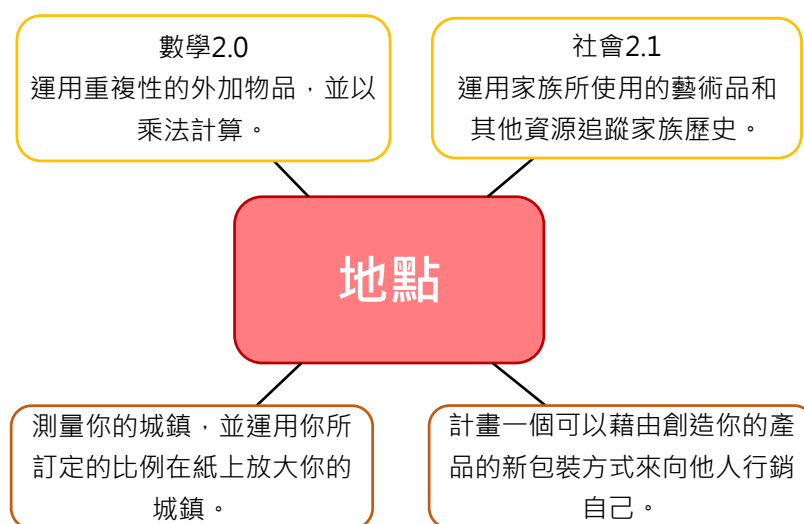 數學2.0
運用重複性的外加物品，並以
乘法計算。
社會2.1
運用家族所使用的藝術品和
其他資源追蹤家族歷史。
地點
測量你的城鎮，並運用你所
訂定的比例在紙上放大你的
城鎮。
計畫一個可以藉由創造你的產
品的新包裝方式來向他人行銷
自己。